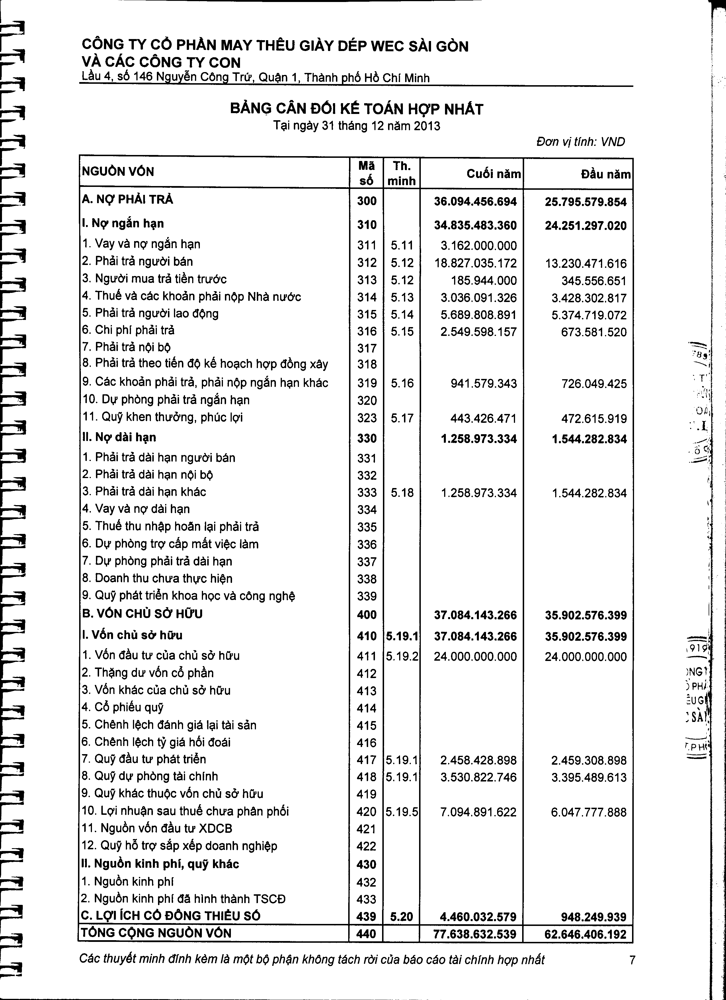 CÔNG TY CỔ PHẦN MAY THÊU GIÀY DÉP WEC SÀI GÒN
VÀ CÁC CÔNG TY CON
Lầu 4, số 146 Nguyễn Công Trứ, Quận 1, Thành phố Hồ Chí Minh
BẢNG CÂN ĐỐI KẾ TOÁN HỢP NHẤT
Tại ngày 31 tháng 12 năm 2013
Đơn vị tính: VND
NGUỒN VỐN Mã số Th. minh Cuối năm Đầu năm
A. NỢ PHẢI TRẢ 300 36.094.456.694 25.795.579.854
I. Nợ ngắn hạn 310 34.835.483.360 24.251.297.020
1. Vay và nợ ngắn hạn 311 5.11 3.162.000.000
2. Phải trả người bán 312 5.12 18.827.035.172 13.230.471.616
3. Người mua trả tiền trước 313 5.12 185.944.000 345.556.651
4. Thuế và các khoản phải nộp Nhà nước 314 5.13 3.036.091.326 3.428.302.817
5. Phải trả người lao động 315 5.14 5.689.808.891 5.374.719.072
6. Chi phí phải trả 316 5.15 2.549.598.157 673.581.520
7. Phải trả nội bộ 317
8. Phải trả theo tiến độ kế hoạch hợp đồng xây 318
9. Các khoản phải trả, phải nộp ngắn hạn khác 319 5.16 941.579.343 726.049.425
10. Dự phòng phải trả ngắn hạn 320
11. Quỹ khen thưởng, phúc lợi 323 5.17 443.426.471 472.615.919
II. Nợ dài hạn 330 1.258.973.334 1.544.282.834
1. Phải trả dài hạn người bán 331
2. Phải trả dài hạn nội bộ 332
3. Phải trả dài hạn khác 333 5.18 1.258.973.334 1.544.282.834
4. Vay và nợ dài hạn 334
5. Thuế thu nhập hoãn lại phải trả 335
6. Dự phòng trợ cấp mất việc làm 336
7. Dự phòng phải trả dài hạn 337
8. Doanh thu chưa thực hiện 338
9. Quỹ phát triển khoa học và công nghệ 339
B. VỐN CHỦ SỞ HỮU 400 37.084.143.266 35.902.576.399
I. Vốn chủ sở hữu 410 5.19.1 37.084.143.266 35.902.576.399
1. Vốn đầu tư của chủ sở hữu 411 5.19.2 24.000.000.000 24.000.000.000
2. Thặng dư vốn cổ phần 412
3. Vốn khác của chủ sở hữu 413
4. Cổ phiếu quỹ 414
5. Chênh lệch đánh giá lại tài sản 415
6. Chênh lệch tỷ giá hối đoái 416
7. Quỹ đầu tư phát triển 417 5.19.1 2.458.428.898 2.459.308.898
8. Quỹ dự phòng tài chính 418 5.19.1 3.530.822.746 3.395.489.613
9. Quỹ khác thuộc vốn chủ sở hữu 419
10. Lợi nhuận sau thuế chưa phân phối 420 5.19.5 7.094.891.622 6.047.777.888
11. Nguồn vốn đầu tư XDCB 421
12. Quỹ hỗ trợ sắp xếp doanh nghiệp 422
II. Nguồn kinh phí, quỹ khác 430
1. Nguồn kinh phí 432
2. Nguồn kinh phí đã hình thành TSCĐ 433
C. LỢI ÍCH CỔ ĐÔNG THIỂU SỐ 439 5.20 4.460.032.579 948.249.939
TỔNG CỘNG NGUỒN VỐN 440 77.638.632.539 62.646.406.192
Các thuyết minh đính kèm là một bộ phận không tách rời của báo cáo tài chính hợp nhất 7